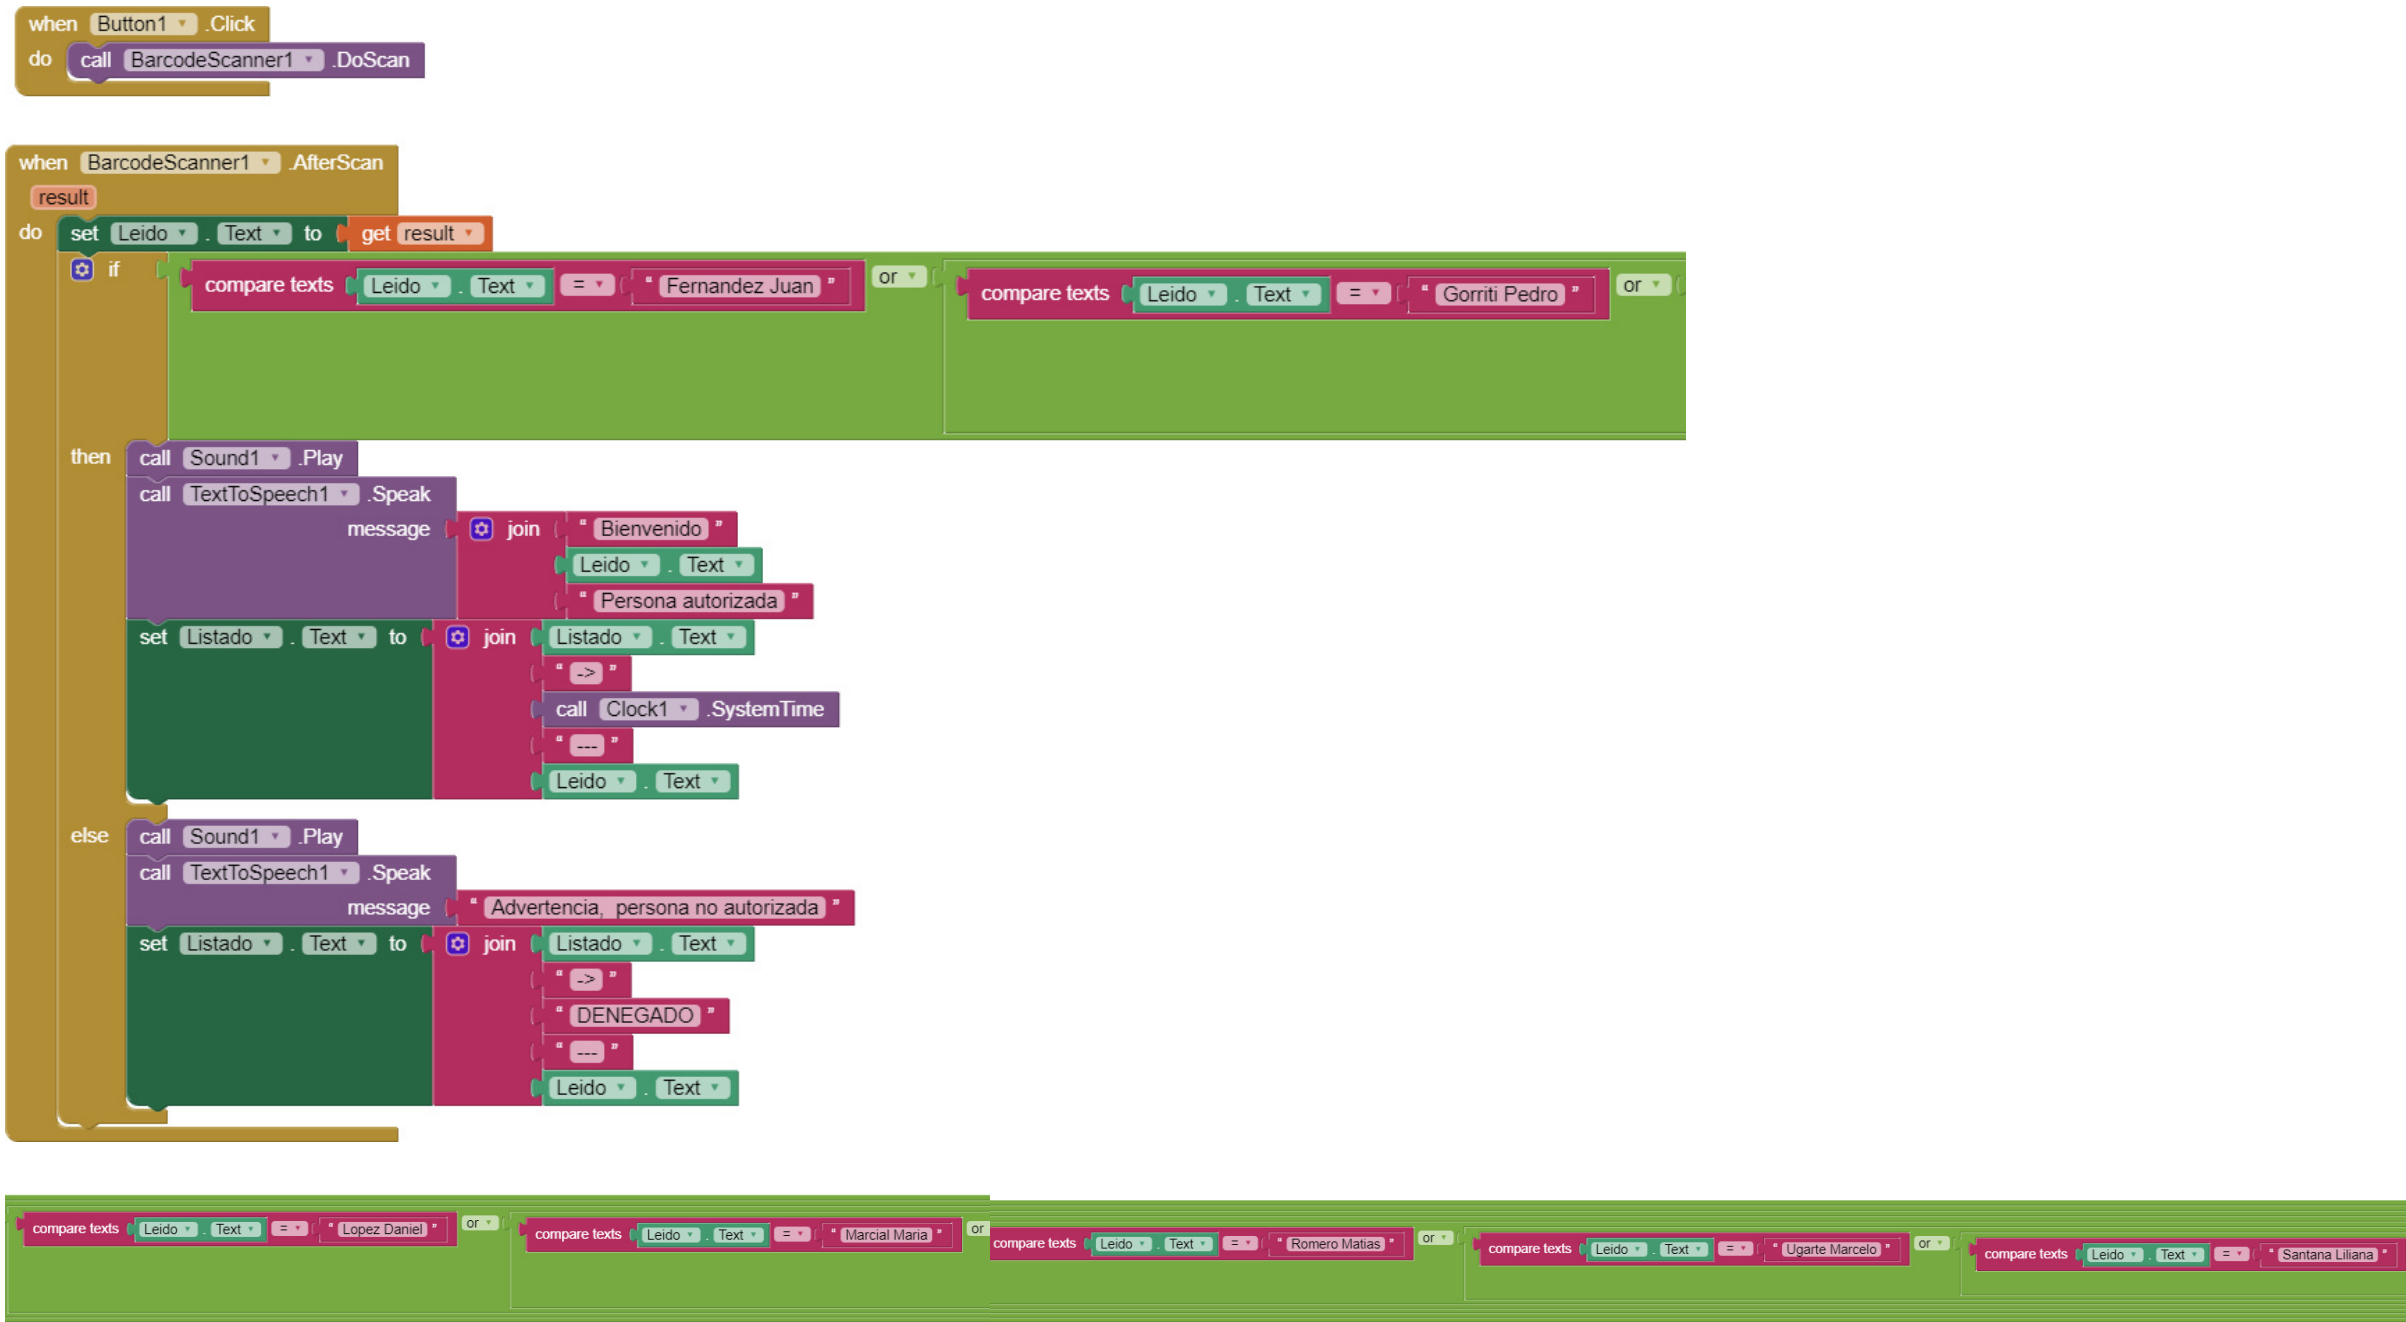 when Button1 .Click
do call BarcodeScanner1 .DoScan
when BarcodeScanner1 .AfterScan
result
do set Leido . Text to get result
if compare texts Leido . Text = " Fernandez Juan " or compare texts Leido . Text = " Gorriti Pedro " or
then call Sound1 .Play
call TextToSpeech1 .Speak
message join " Bienvenido "
Leido . Text
" Persona autorizada "
set Listado . Text to join Listado . Text
" -> "
call Clock1 .SystemTime
" --- "
Leido . Text
else call Sound1 .Play
call TextToSpeech1 .Speak
message " Advertencia, persona no autorizada "
set Listado . Text to join Listado . Text
" -> "
" DENEGADO "
" --- "
Leido . Text
compare texts Leido . Text = " Lopez Daniel " or compare texts Leido . Text = " Marcial Maria " or compare texts Leido . Text = " Romero Matias " or compare texts Leido . Text = " Ugarte Marcelo " or compare texts Leido . Text = " Santana Liliana "